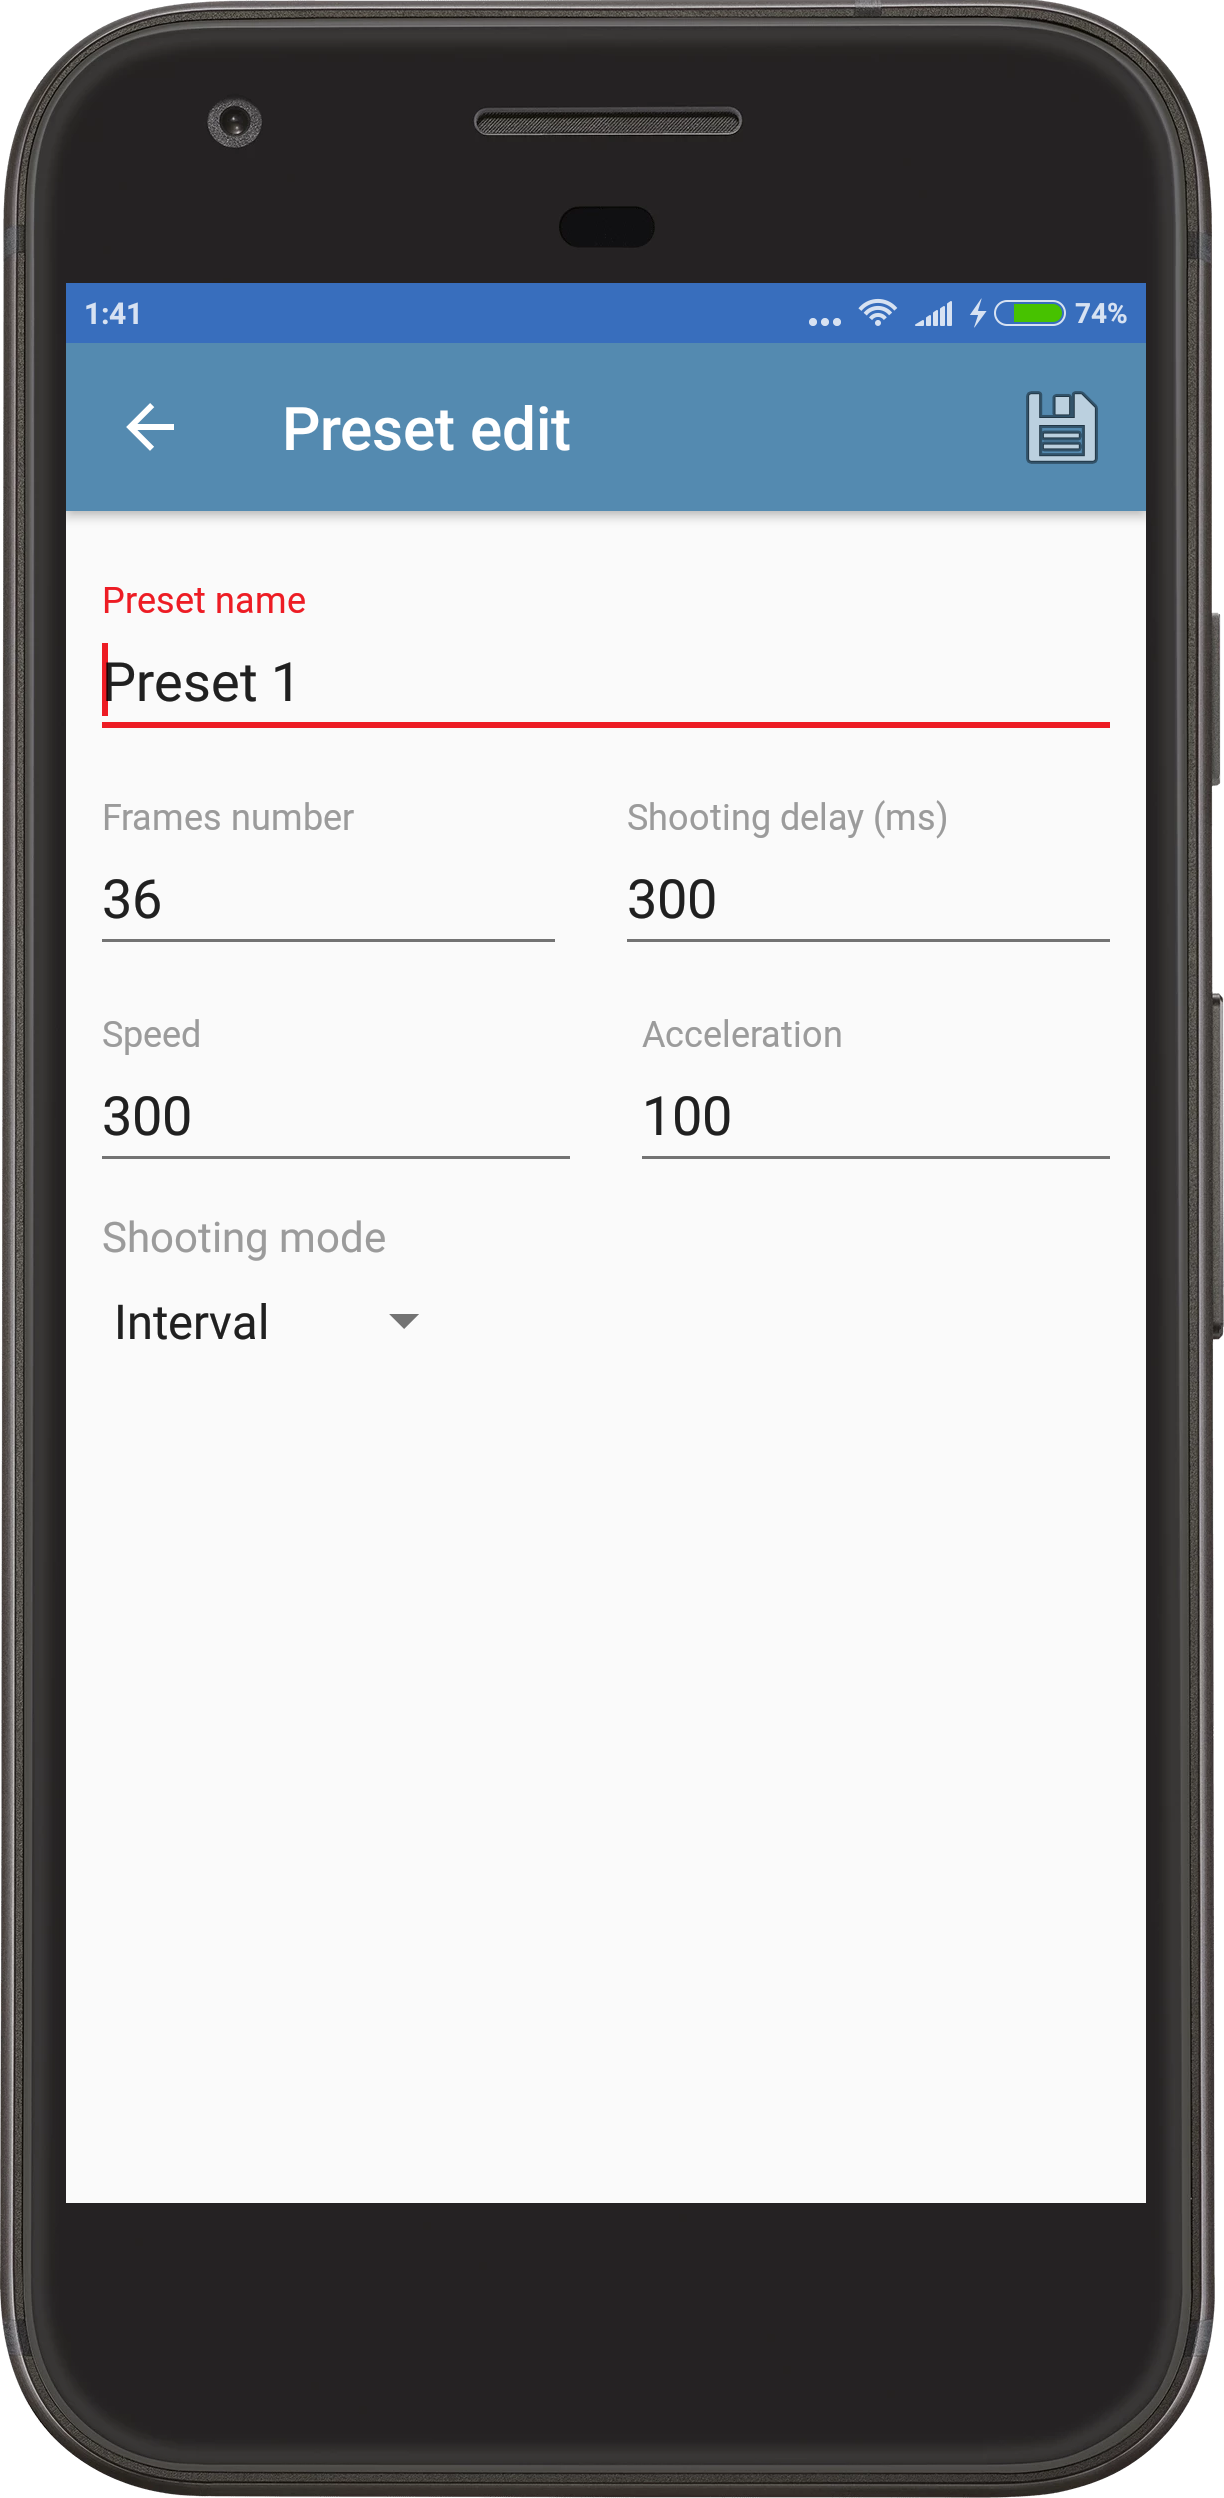 1:41 74%
Preset edit
Preset name
Preset 1
Frames number Shooting delay (ms)
36 300
Speed Acceleration
300 100
Shooting mode
Interval